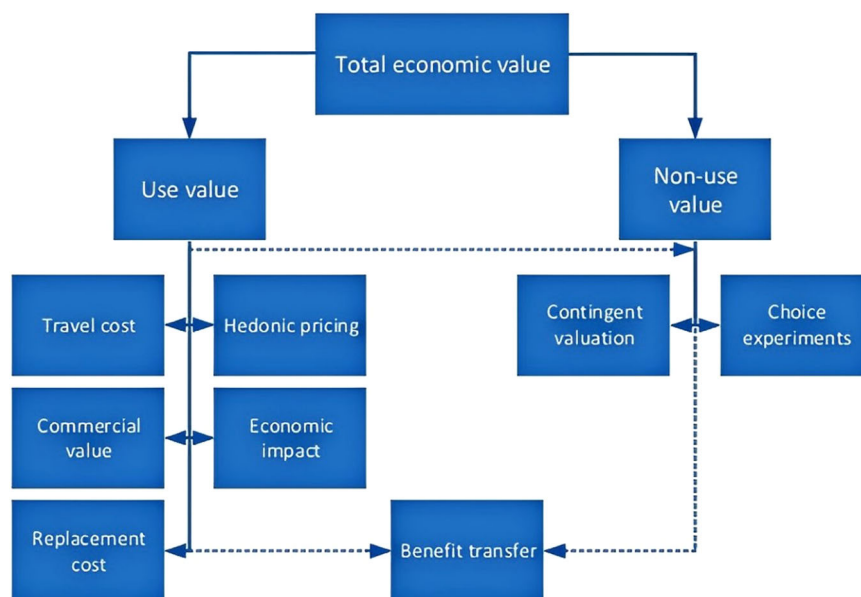 Total economic value
Use value
Non-use
value
Travel cost
Hedonic pricing
Contingent
valuation
Choice
experiments
Commercial
value
Economic
impact
Replacement
cost
Benefit transfer